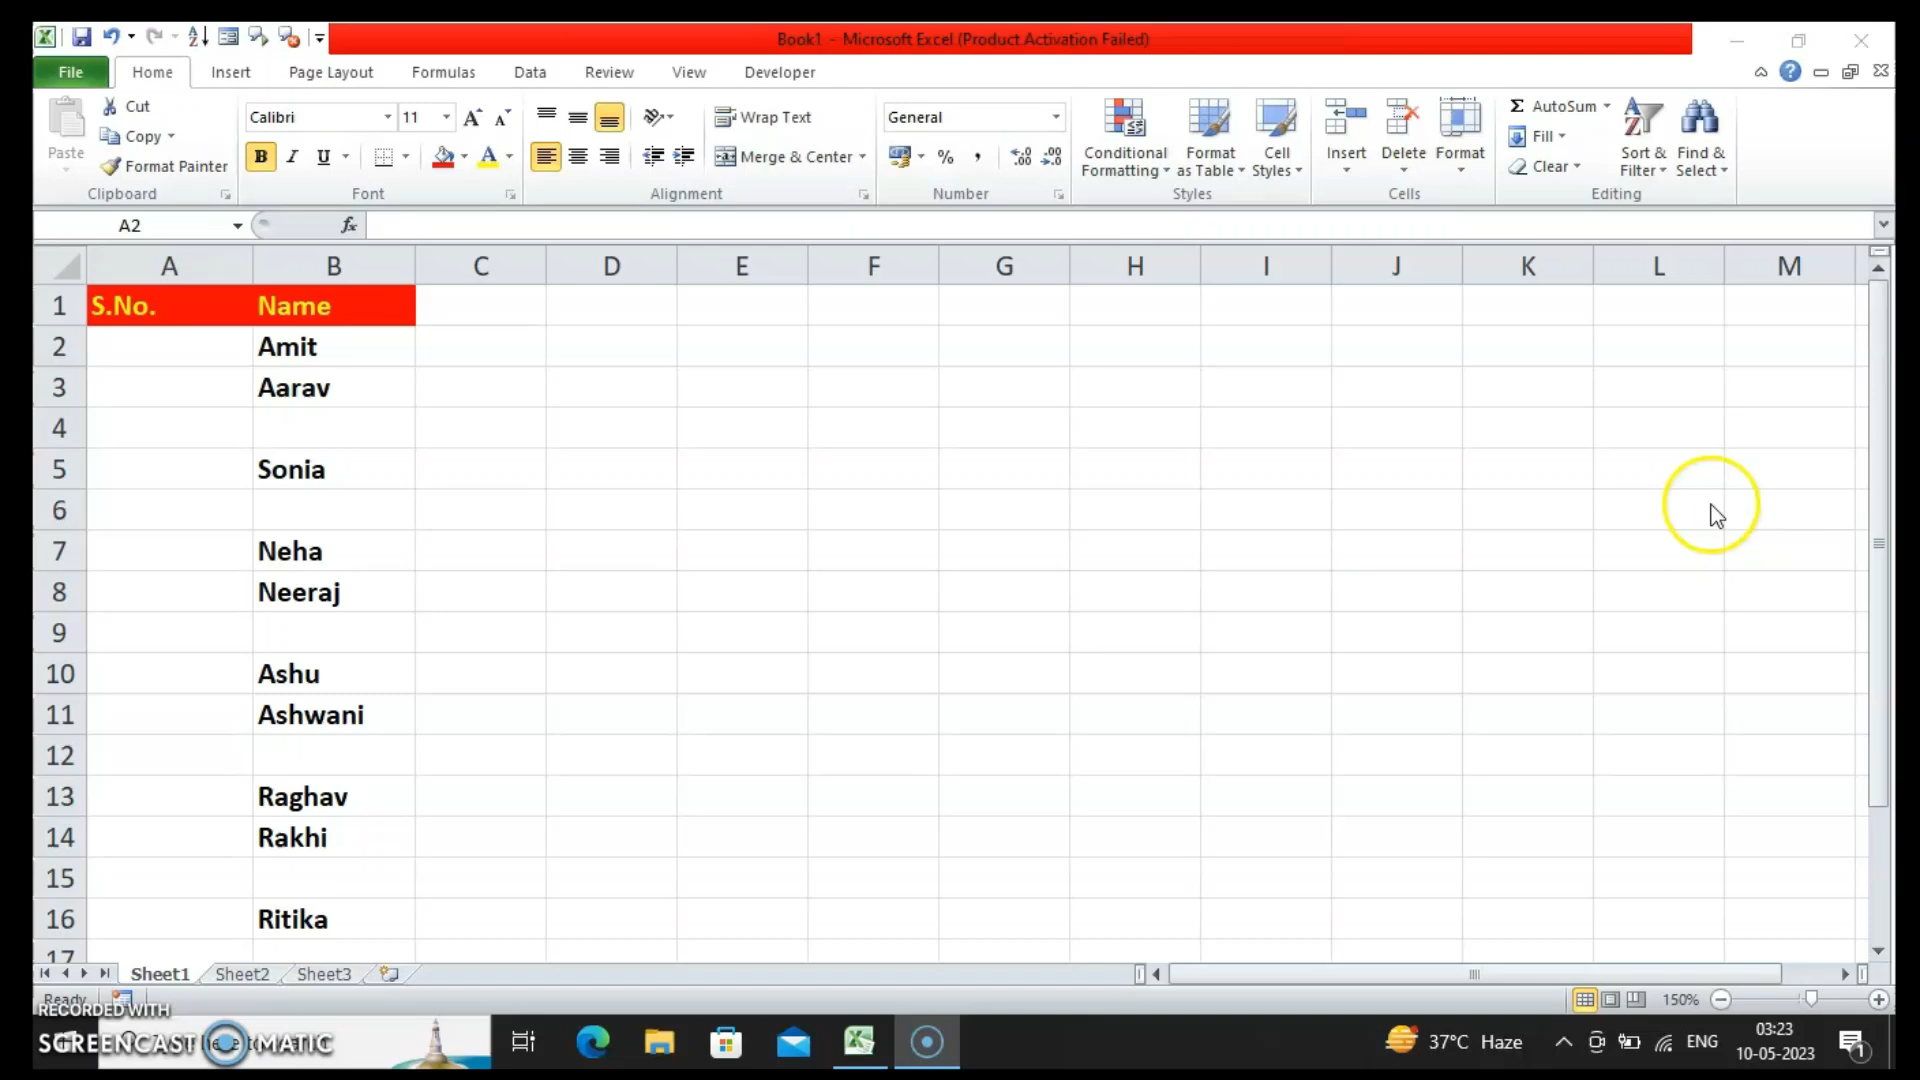 Book1 - Microsoft Excel (Product Activation Failed)
File Home Insert Page Layout Formulas Data Review View Developer
Paste
Cut
Copy
Format Painter
Clipboard
Calibri 11
B I U A
Font
Wrap Text
Merge & Center
Alignment
General
% ,
Number
Conditional Formatting
Format as Table
Cell Styles
Styles
Insert Delete Format
Cells
Σ AutoSum
Fill
Clear
Sort & Filter
Find & Select
Editing
A2 fx
A B C D E F G H I J K L M
1 S.No. Name
2 Amit
3 Aarav
4
5 Sonia
6
7 Neha
8 Neeraj
9
10 Ashu
11 Ashwani
12
13 Raghav
14 Rakhi
15
16 Ritika
17
Sheet1 Sheet2 Sheet3
Ready 150%
RECORDED WITH
SCREENCAST MATIC
37°C Haze ENG 03:23
10-05-2023 1